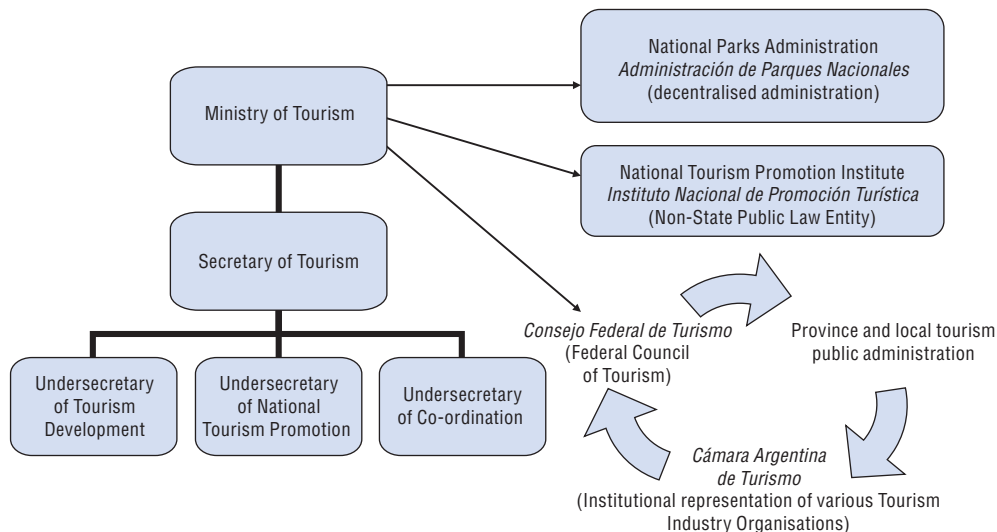 National Parks Administration
Administración de Parques Nacionales
(decentralised administration)
Ministry of Tourism
National Tourism Promotion Institute
Instituto Nacional de Promoción Turística
(Non-State Public Law Entity)
Secretary of Tourism
Consejo Federal de Turismo
(Federal Council
of Tourism)
Province and local tourism
public administration
Undersecretary
of Tourism
Development
Undersecretary
of National
Tourism Promotion
Undersecretary
of Co-ordination
Cámara Argentina
de Turismo
(Institutional representation of various Tourism
Industry Organisations)